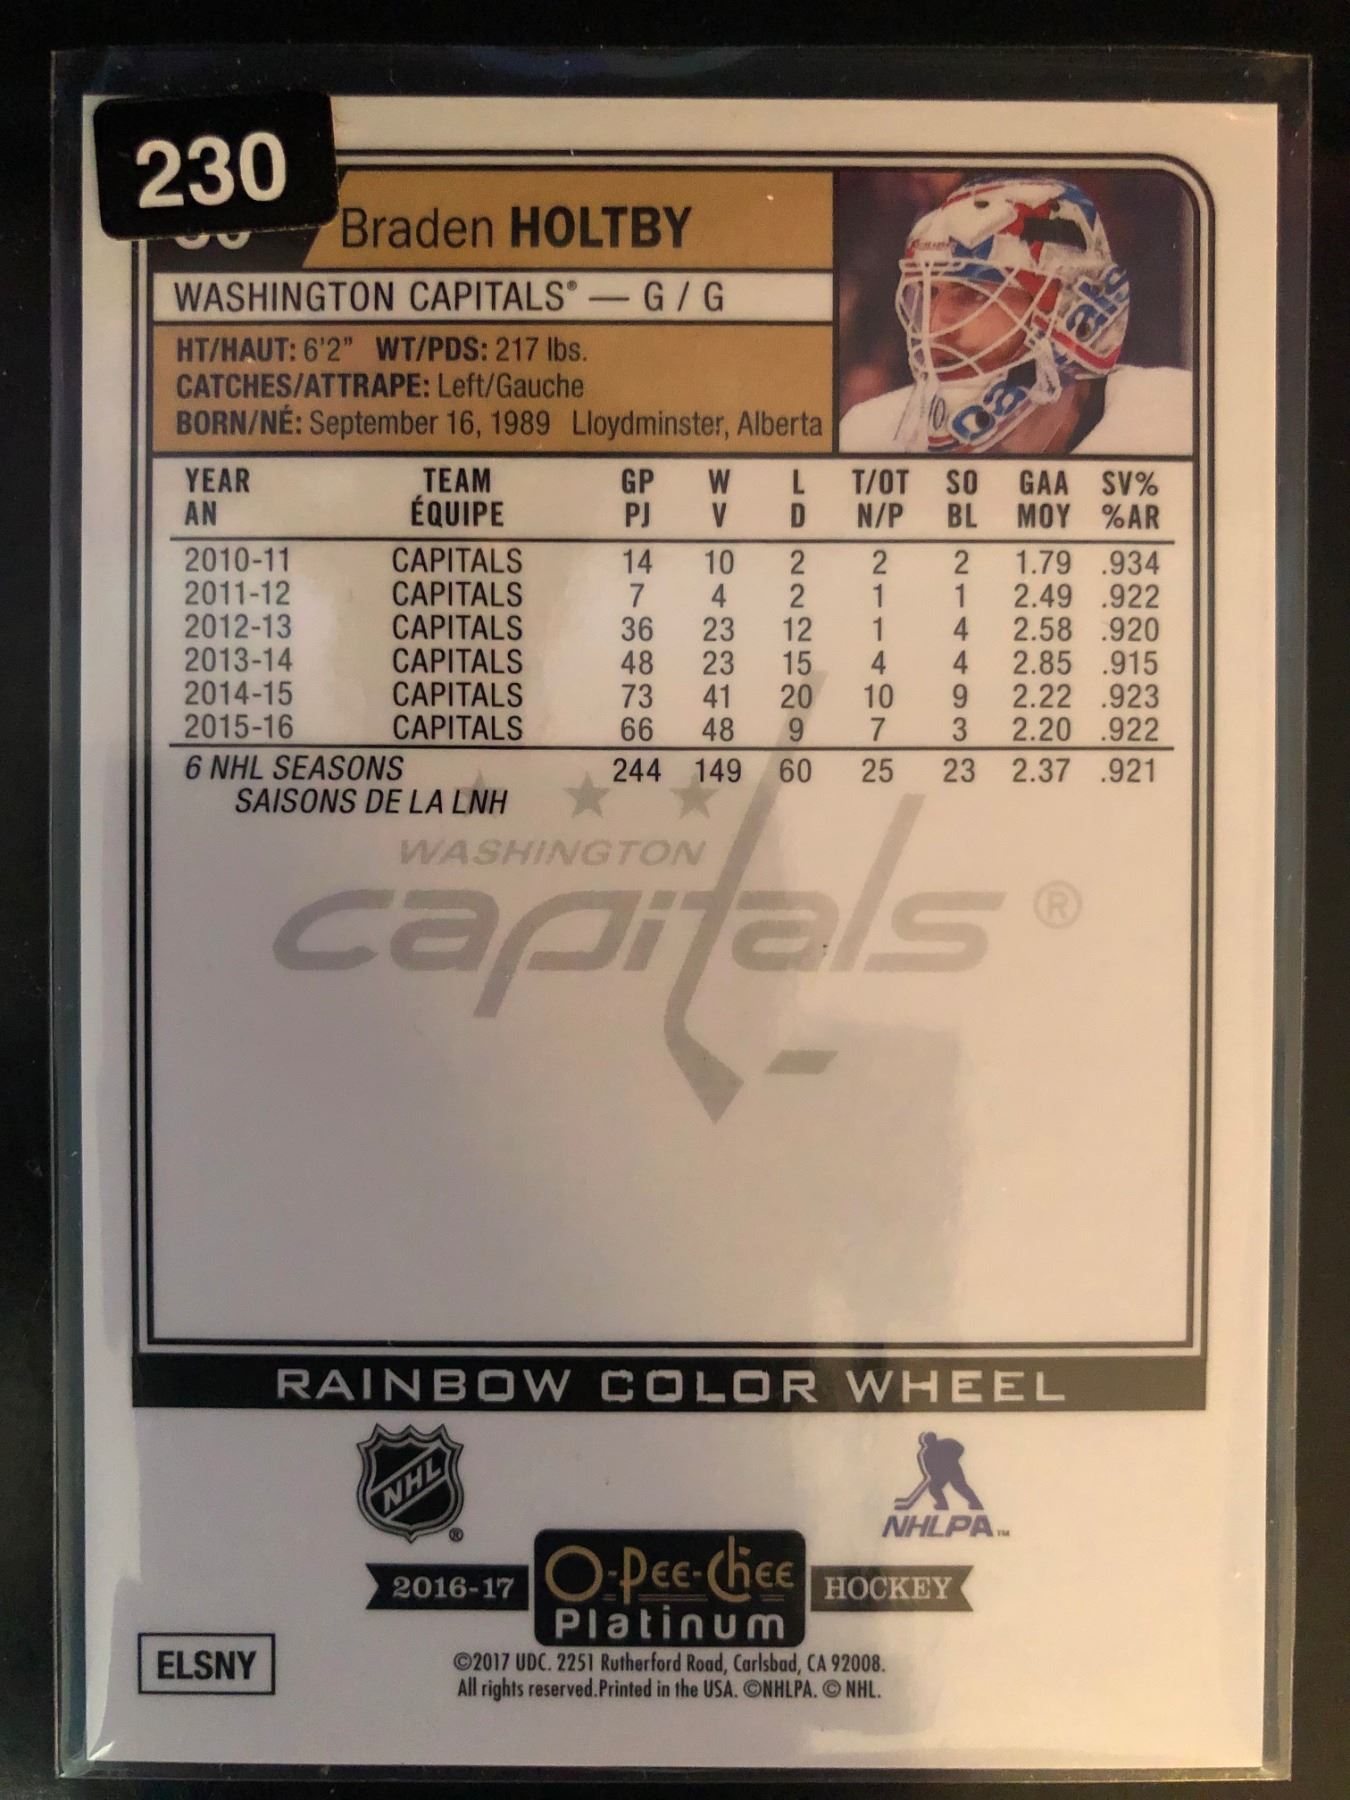 230
Braden HOLTBY
WASHINGTON CAPITALS® — G / G
HT/HAUT: 6'2" WT/PDS: 217 lbs.
CATCHES/ATTRAPE: Left/Gauche
BORN/NÉ: September 16, 1989 Lloydminster, Alberta
YEAR TEAM GP W L T/OT SO GAA SV%
AN ÉQUIPE PJ V D N/P BL MOY %AR
2010-11 CAPITALS 14 10 2 2 2 1.79 .934
2011-12 CAPITALS 7 4 2 1 1 2.49 .922
2012-13 CAPITALS 36 23 12 1 4 2.58 .920
2013-14 CAPITALS 48 23 15 4 4 2.85 .915
2014-15 CAPITALS 73 41 20 10 9 2.22 .923
2015-16 CAPITALS 66 48 9 7 3 2.20 .922
6 NHL SEASONS 244 149 60 25 23 2.37 .921
SAISONS DE LA LNH
WASHINGTON
capitals ®
RAINBOW COLOR WHEEL
NHL ®
NHLPA™
2016-17 O-PEE-CHEE HOCKEY
Platinum
ELSNY
©2017 UDC. 2251 Rutherford Road, Carlsbad, CA 92008.
All rights reserved.Printed in the USA. ©NHLPA. © NHL.